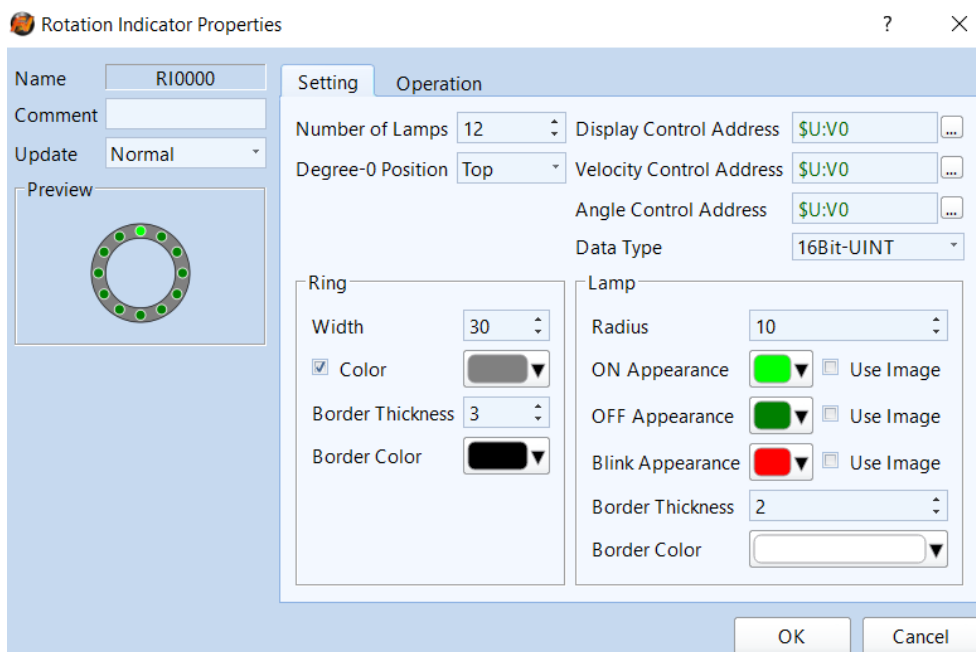 Rotation Indicator Properties ? ×
Name RI0000
Comment
Update Normal
Preview
Setting Operation
Number of Lamps 12 Display Control Address $U:V0 ...
Degree-0 Position Top Velocity Control Address $U:V0 ...
Angle Control Address $U:V0 ...
Data Type 16Bit-UINT
Ring
Width 30
Color
Border Thickness 3
Border Color
Lamp
Radius 10
ON Appearance Use Image
OFF Appearance Use Image
Blink Appearance Use Image
Border Thickness 2
Border Color
OK Cancel